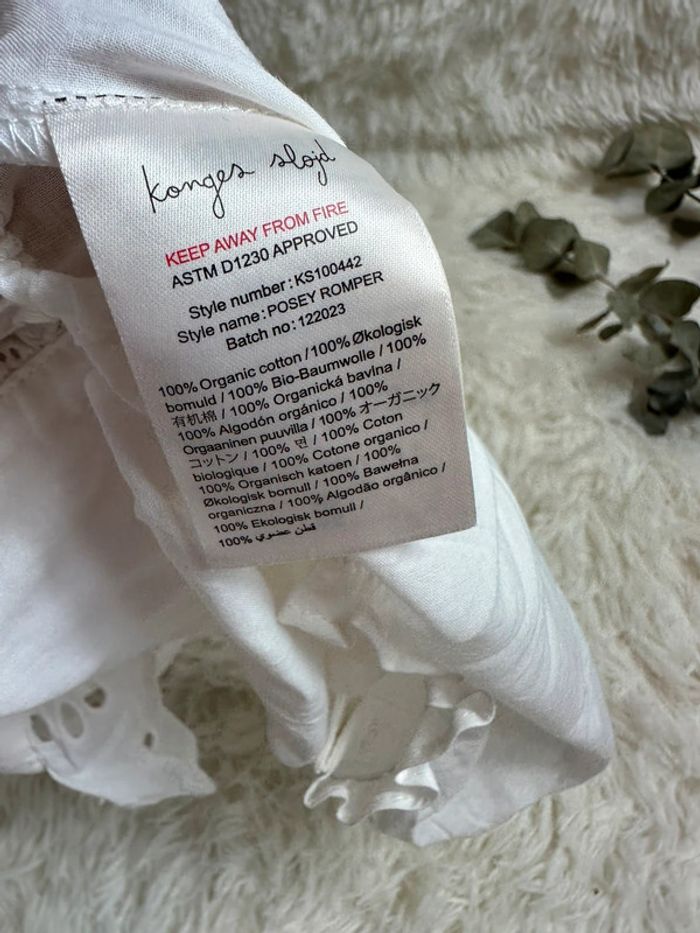 konges sløjd
KEEP AWAY FROM FIRE
ASTM D1230 APPROVED
Style number: KS100442
Style name: POSEY ROMPER
Batch no: 122023
100% Organic cotton / 100% Økologisk
bomuld / 100% Bio-Baumwolle / 100%
有机棉 / 100% Organická bavlna /
100% Algodón orgánico / 100%
Orgaaninen puuvilla / 100% オーガニック
コットン / 100% 면 / 100% Coton
biologique / 100% Cotone organico /
100% Organisch katoen / 100%
Økologisk bomull / 100% Bawełna
organiczna / 100% Algodão orgânico /
100% Ekologisk bomull /
100% قطن عضوي